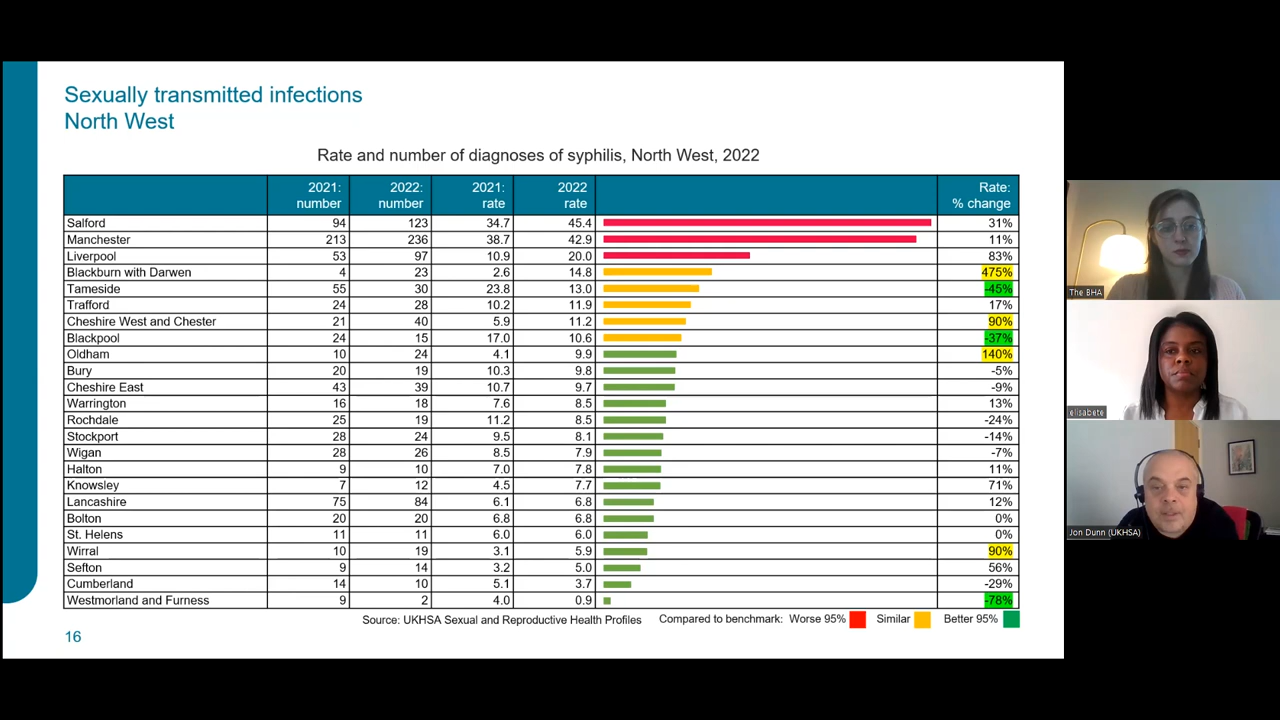 Sexually transmitted infections
North West
Rate and number of diagnoses of syphilis, North West, 2022
2021: number 2022: number 2021: rate 2022 rate Rate: % change
Salford 94 123 34.7 45.4 31%
Manchester 213 236 38.7 42.9 11%
Liverpool 53 97 10.9 20.0 83%
Blackburn with Darwen 4 23 2.6 14.8 475%
Tameside 55 30 23.8 13.0 -45%
Trafford 24 28 10.2 11.9 17%
Cheshire West and Chester 21 40 5.9 11.2 90%
Blackpool 24 15 17.0 10.6 -37%
Oldham 10 24 4.1 9.9 140%
Bury 20 19 10.3 9.8 -5%
Cheshire East 43 39 10.7 9.7 -9%
Warrington 16 18 7.6 8.5 13%
Rochdale 25 19 11.2 8.5 -24%
Stockport 28 24 9.5 8.1 -14%
Wigan 28 26 8.5 7.9 -7%
Halton 9 10 7.0 7.8 11%
Knowsley 7 12 4.5 7.7 71%
Lancashire 75 84 6.1 6.8 12%
Bolton 20 20 6.8 6.8 0%
St. Helens 11 11 6.0 6.0 0%
Wirral 10 19 3.1 5.9 90%
Sefton 9 14 3.2 5.0 56%
Cumberland 14 10 5.1 3.7 -29%
Westmorland and Furness 9 2 4.0 0.9 -78%
Source: UKHSA Sexual and Reproductive Health Profiles Compared to benchmark: Worse 95% Similar Better 95%
16
The BHA
elisabete
Jon Dunn (UKHSA)